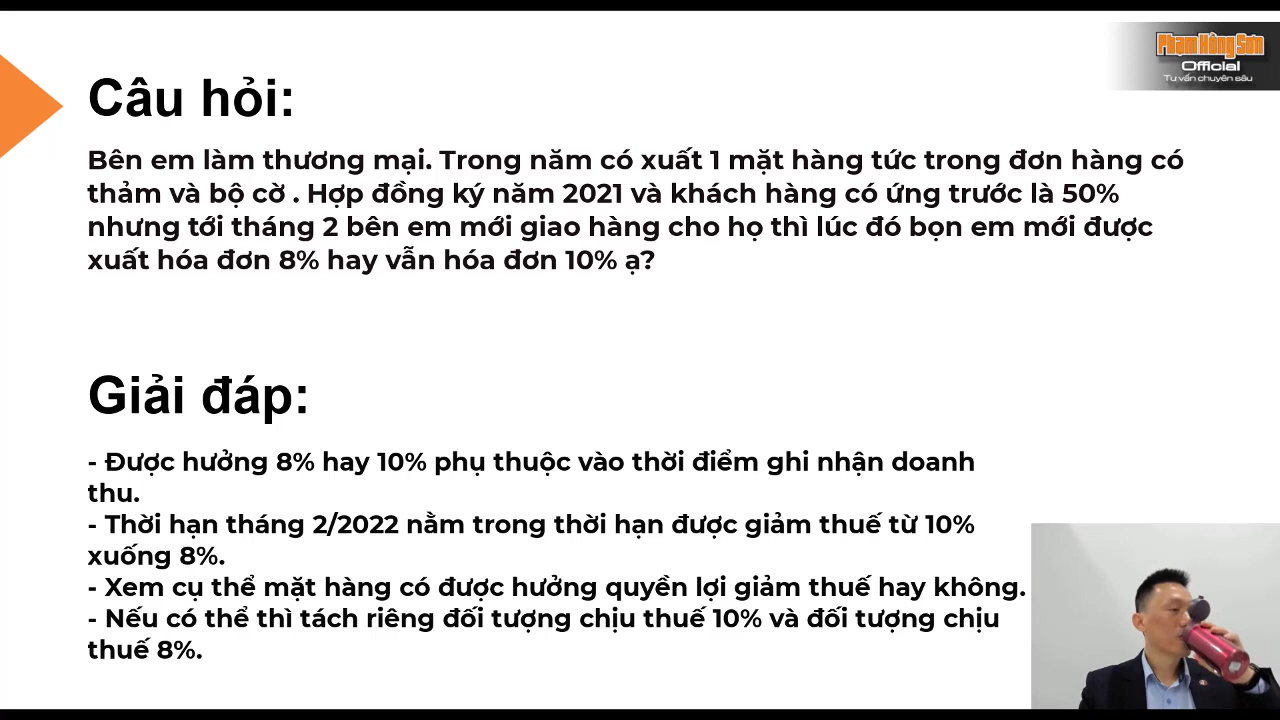 Phạm Hồng Sơn
Official
Tư vấn chuyên sâu
Câu hỏi:
Bên em làm thương mại. Trong năm có xuất 1 mặt hàng tức trong đơn hàng có
thảm và bộ cờ . Hợp đồng ký năm 2021 và khách hàng có ứng trước là 50%
nhưng tới tháng 2 bên em mới giao hàng cho họ thì lúc đó bọn em mới được
xuất hóa đơn 8% hay vẫn hóa đơn 10% ạ?
Giải đáp:
- Được hưởng 8% hay 10% phụ thuộc vào thời điểm ghi nhận doanh
thu.
- Thời hạn tháng 2/2022 nằm trong thời hạn được giảm thuế từ 10%
xuống 8%.
- Xem cụ thể mặt hàng có được hưởng quyền lợi giảm thuế hay không.
- Nếu có thể thì tách riêng đối tượng chịu thuế 10% và đối tượng chịu
thuế 8%.